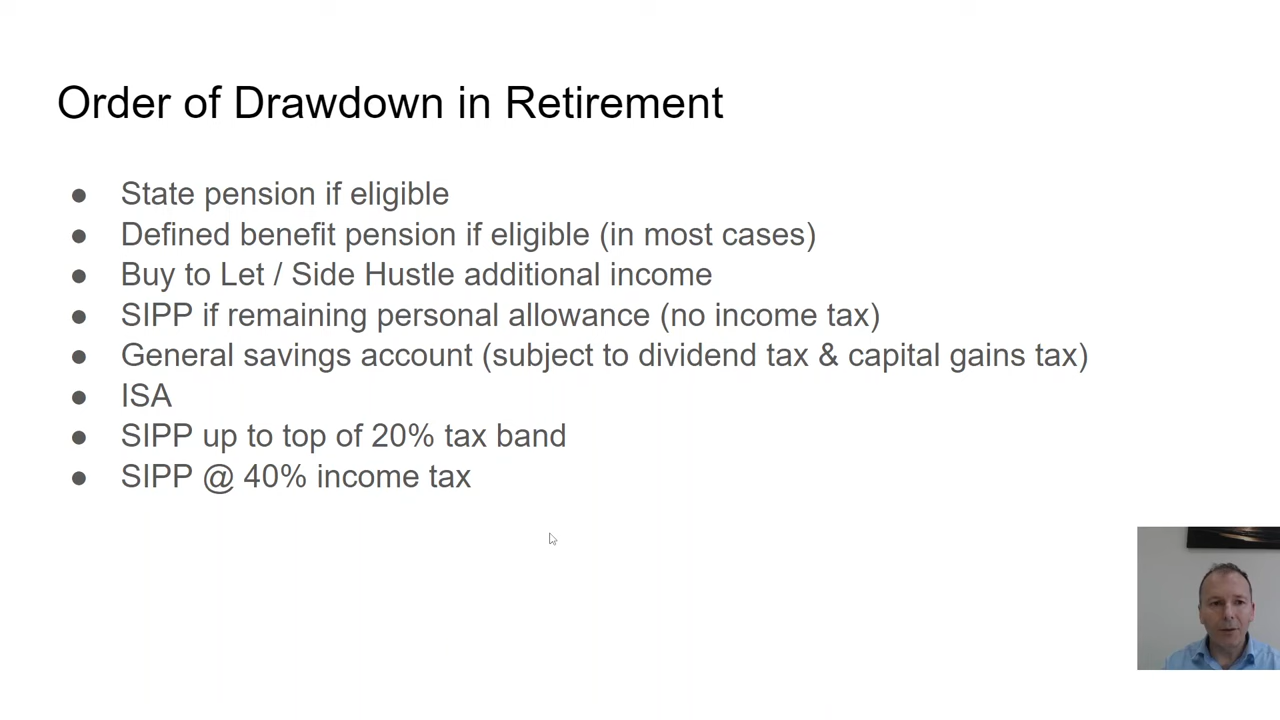 Order of Drawdown in Retirement
● State pension if eligible
● Defined benefit pension if eligible (in most cases)
● Buy to Let / Side Hustle additional income
● SIPP if remaining personal allowance (no income tax)
● General savings account (subject to dividend tax & capital gains tax)
● ISA
● SIPP up to top of 20% tax band
● SIPP @ 40% income tax